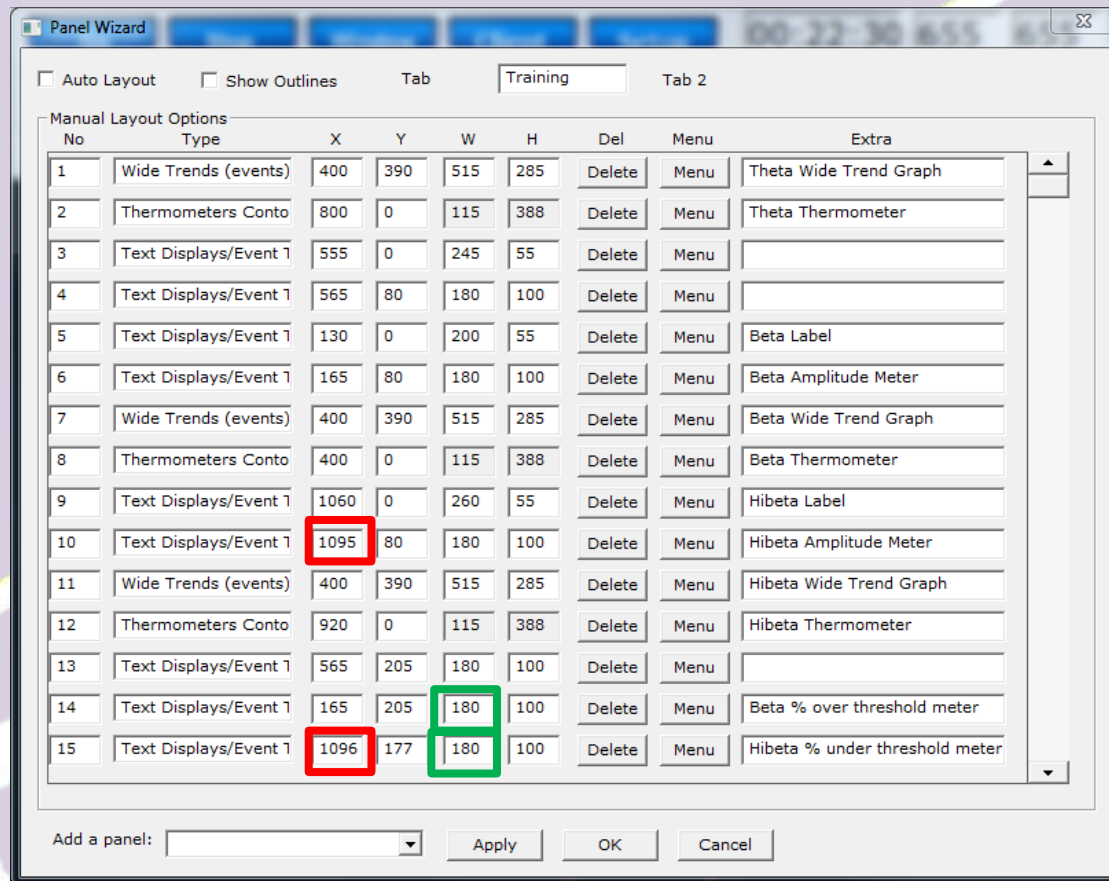 Panel Wizard
00:22:30 655 655
Auto Layout Show Outlines Tab Training Tab 2
Manual Layout Options
No Type X Y W H Del Menu Extra
1 Wide Trends (events) 400 390 515 285 Delete Menu Theta Wide Trend Graph
2 Thermometers Conto 800 0 115 388 Delete Menu Theta Thermometer
3 Text Displays/Event T 555 0 245 55 Delete Menu
4 Text Displays/Event T 565 80 180 100 Delete Menu
5 Text Displays/Event T 130 0 200 55 Delete Menu Beta Label
6 Text Displays/Event T 165 80 180 100 Delete Menu Beta Amplitude Meter
7 Wide Trends (events) 400 390 515 285 Delete Menu Beta Wide Trend Graph
8 Thermometers Conto 400 0 115 388 Delete Menu Beta Thermometer
9 Text Displays/Event T 1060 0 260 55 Delete Menu Hibeta Label
10 Text Displays/Event T 1095 80 180 100 Delete Menu Hibeta Amplitude Meter
11 Wide Trends (events) 400 390 515 285 Delete Menu Hibeta Wide Trend Graph
12 Thermometers Conto 920 0 115 388 Delete Menu Hibeta Thermometer
13 Text Displays/Event T 565 205 180 100 Delete Menu
14 Text Displays/Event T 165 205 180 100 Delete Menu Beta % over threshold meter
15 Text Displays/Event T 1096 177 180 100 Delete Menu Hibeta % under threshold meter
Add a panel: Apply OK Cancel